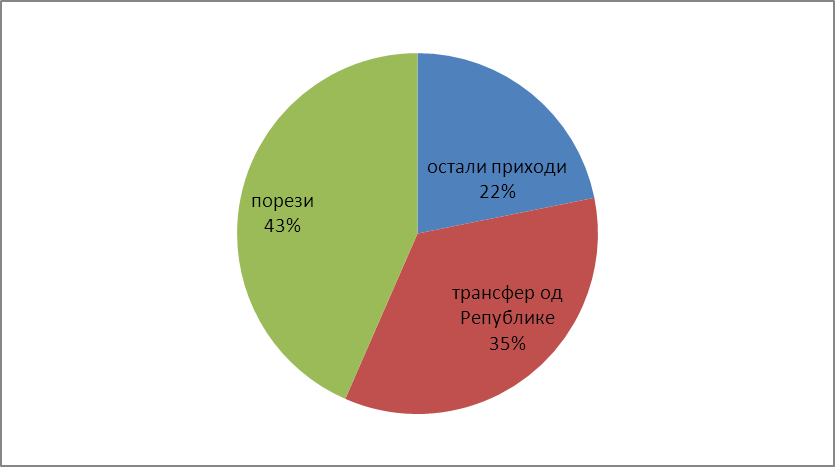 остали приходи
22%
порези
43%
трансфер од
Републике
35%